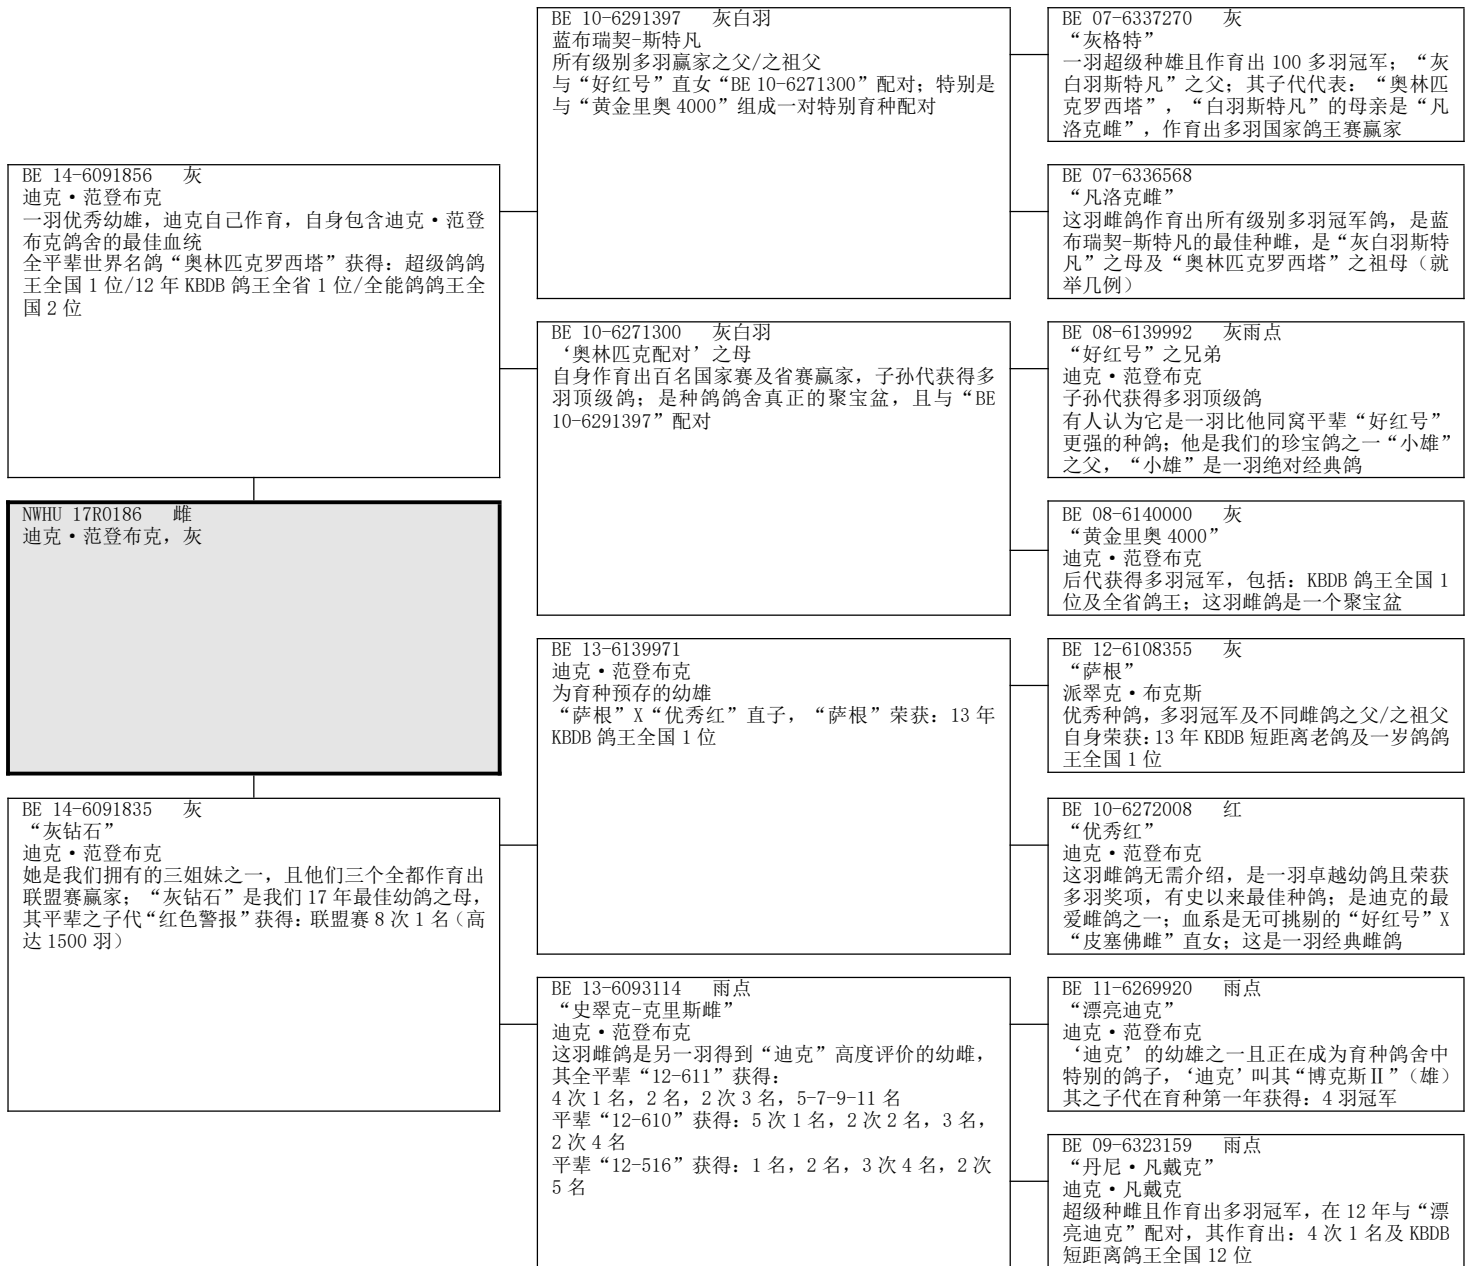 BE 14-6091856 灰
迪克·范登布克
一羽优秀幼雄，迪克自己作育，自身包含迪克·范登
布克鸽舍的最佳血统
全平辈世界名鸽“奥林匹克罗西塔”获得：超级鸽鸽
王全国 1 位/12 年 KBDB 鸽王全省 1 位/全能鸽鸽王全
国 2 位
NWHU 17R0186 雌
迪克·范登布克，灰
BE 14-6091835 灰
“灰钻石”
迪克·范登布克
她是我们拥有的三姐妹之一，且他们三个全都作育出
联盟赛赢家；“灰钻石”是我们 17 年最佳幼鸽之母，
其平辈之子代“红色警报”获得：联盟赛 8 次 1 名（高
达 1500 羽）
BE 10-6291397 灰白羽
蓝布瑞契-斯特凡
所有级别多羽赢家之父/之祖父
与“好红号”直女“BE 10-6271300”配对；特别是
与“黄金里奥 4000”组成一对特别育种配对
BE 10-6271300 灰白羽
‘奥林匹克配对’之母
自身作育出百名国家赛及省赛赢家，子孙代获得多
羽顶级鸽；是种鸽鸽舍真正的聚宝盆，且与“BE
10-6291397”配对
BE 13-6139971
迪克·范登布克
为育种预存的幼雄
“萨根”X“优秀红”直子，“萨根”荣获：13 年
KBDB 鸽王全国 1 位
BE 13-6093114 雨点
“史翠克-克里斯雌”
迪克·范登布克
这羽雌鸽是另一羽得到“迪克”高度评价的幼雌，
其全平辈“12-611”获得：
4 次 1 名，2 名，2 次 3 名，5-7-9-11 名
平辈“12-610”获得：5 次 1 名，2 次 2 名，3 名，
2 次 4 名
平辈“12-516”获得：1 名，2 名，3 次 4 名，2 次
5 名
BE 07-6337270 灰
“灰格特”
一羽超级种雄且作育出 100 多羽冠军；“灰
白羽斯特凡”之父；其子代代表：“奥林匹
克罗西塔”，“白羽斯特凡”的母亲是“凡
洛克雌”，作育出多羽国家鸽王赛赢家
BE 07-6336568
“凡洛克雌”
这羽雌鸽作育出所有级别多羽冠军鸽，是蓝
布瑞契-斯特凡的最佳种雌，是“灰白羽斯特
凡”之母及“奥林匹克罗西塔”之祖母（就
举几例）
BE 08-6139992 灰雨点
“好红号”之兄弟
迪克·范登布克
子孙代获得多羽顶级鸽
有人认为它是一羽比他同窝平辈“好红号”
更强的种鸽；他是我们的珍宝鸽之一“小雄”
之父，“小雄”是一羽绝对经典鸽
BE 08-6140000 灰
“黄金里奥 4000”
迪克·范登布克
后代获得多羽冠军，包括：KBDB 鸽王全国 1
位及全省鸽王；这羽雌鸽是一个聚宝盆
BE 12-6108355 灰
“萨根”
派翠克·布克斯
优秀种鸽，多羽冠军及不同雌鸽之父/之祖父
自身荣获：13 年 KBDB 短距离老鸽及一岁鸽鸽
王全国 1 位
BE 10-6272008 红
“优秀红”
迪克·范登布克
这羽雌鸽无需介绍，是一羽卓越幼鸽且荣获
多羽奖项，有史以来最佳种鸽；是迪克的最
爱雌鸽之一；血系是无可挑剔的“好红号”X
“皮塞佛雌”直女；这是一羽经典雌鸽
BE 11-6269920 雨点
“漂亮迪克”
迪克·范登布克
‘迪克’的幼雄之一且正在成为育种鸽舍中
特别的鸽子，‘迪克’叫其“博克斯Ⅱ”（雄）
其之子代在育种第一年获得：4 羽冠军
BE 09-6323159 雨点
“丹尼·凡戴克”
迪克·凡戴克
超级种雌且作育出多羽冠军，在 12 年与“漂
亮迪克”配对，其作育出：4 次 1 名及 KBDB
短距离鸽王全国 12 位